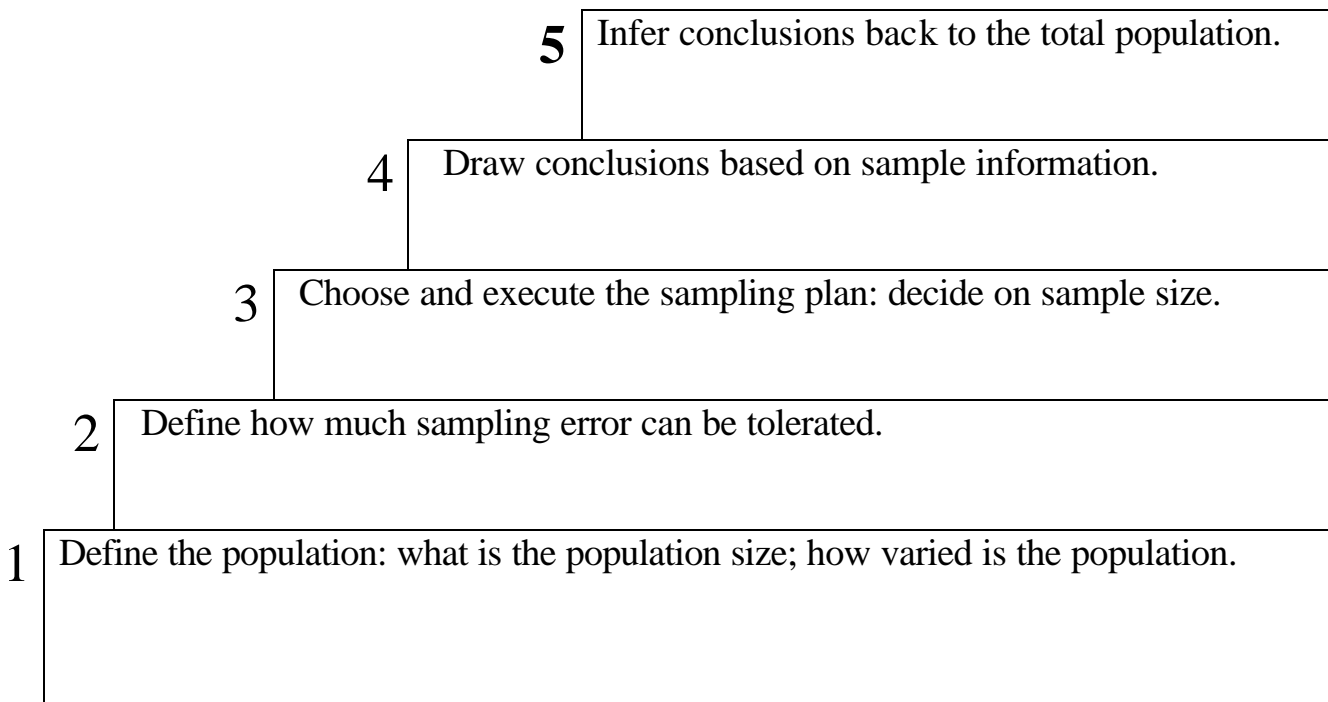 5 Infer conclusions back to the total population.
4 Draw conclusions based on sample information.
3 Choose and execute the sampling plan: decide on sample size.
2 Define how much sampling error can be tolerated.
1 Define the population: what is the population size; how varied is the population.